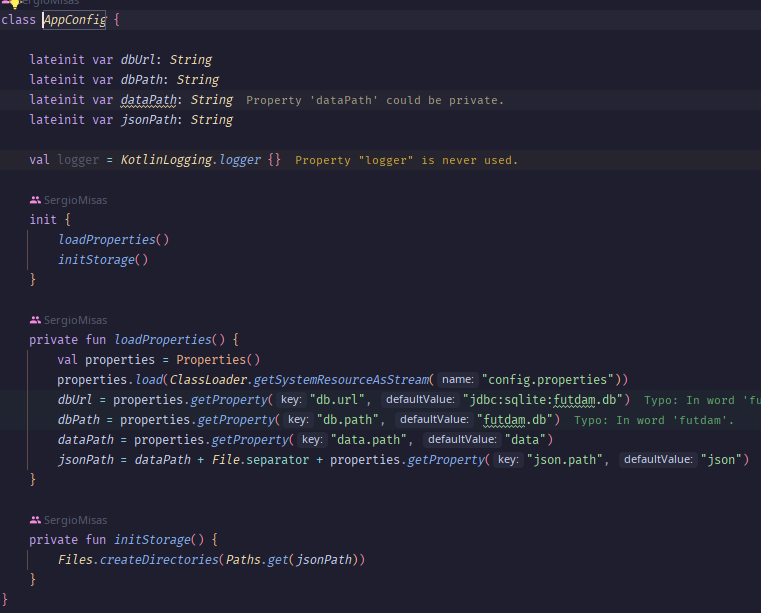 SergioMisas
class AppConfig {
lateinit var dbUrl: String
lateinit var dbPath: String
lateinit var dataPath: String Property 'dataPath' could be private.
lateinit var jsonPath: String
val logger = KotlinLogging.logger {} Property "logger" is never used.
SergioMisas
init {
loadProperties()
initStorage()
}
SergioMisas
private fun loadProperties() {
val properties = Properties()
properties.load(ClassLoader.getSystemResourceAsStream( name: "config.properties"))
dbUrl = properties.getProperty( key: "db.url", defaultValue: "jdbc:sqlite:futdam.db") Typo: In word 'fu
dbPath = properties.getProperty( key: "db.path", defaultValue: "futdam.db") Typo: In word 'futdam'.
dataPath = properties.getProperty( key: "data.path", defaultValue: "data")
jsonPath = dataPath + File.separator + properties.getProperty( key: "json.path", defaultValue: "json")
}
SergioMisas
private fun initStorage() {
Files.createDirectories(Paths.get(jsonPath))
}
}